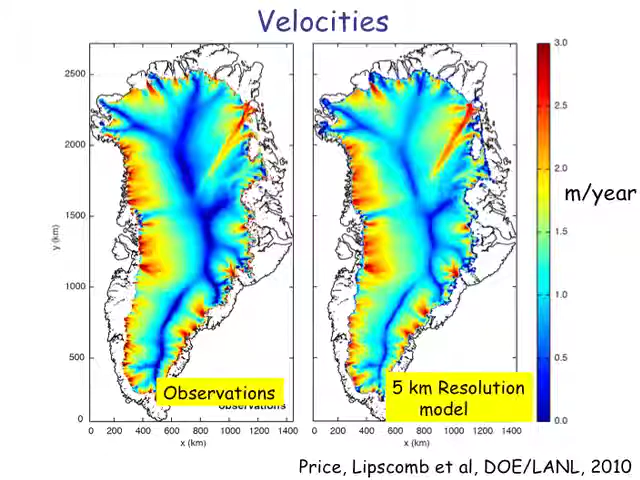 Velocities
2500
2000
1500
1000
500
0
y (km)
0 200 400 600 800 1000 1200 1400
x (km)
Observations
observations
0 200 400 600 800 1000 1200 1400
x (km)
5 km Resolution
model
3.0
2.5
2.0
1.5
1.0
0.5
0.0
m/year
Price, Lipscomb et al, DOE/LANL, 2010